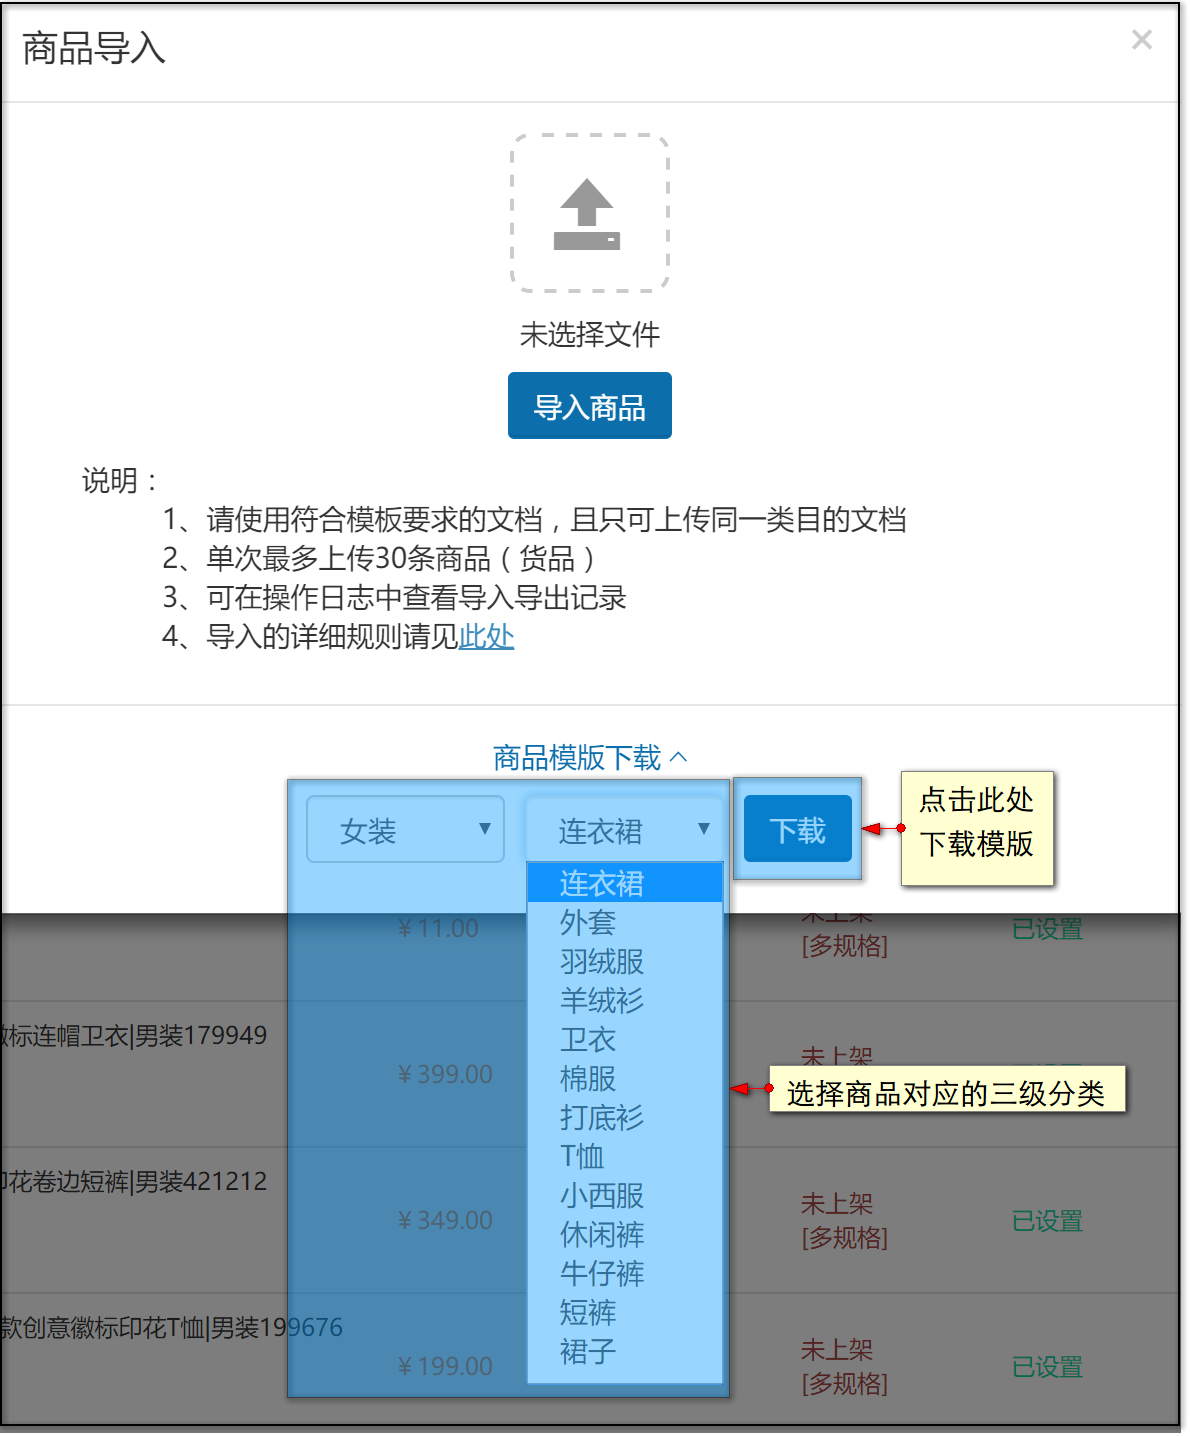 商品导入
×
未选择文件
导入商品
说明：
1、请使用符合模板要求的文档，且只可上传同一类目的文档
2、单次最多上传30条商品（货品）
3、可在操作日志中查看导入导出记录
4、导入的详细规则请见此处
商品模版下载
女装
连衣裙
下载
点击此处
下载模版
连衣裙
外套
羽绒服
羊绒衫
卫衣
棉服
打底衫
T恤
小西服
休闲裤
牛仔裤
短裤
裙子
选择商品对应的三级分类
¥ 11.00
未上架
[多规格]
已设置
标连帽卫衣|男装179949
¥ 399.00
未上架
花卷边短裤|男装421212
¥ 349.00
未上架
[多规格]
已设置
款创意徽标印花T恤|男装199676
¥ 199.00
未上架
[多规格]
已设置